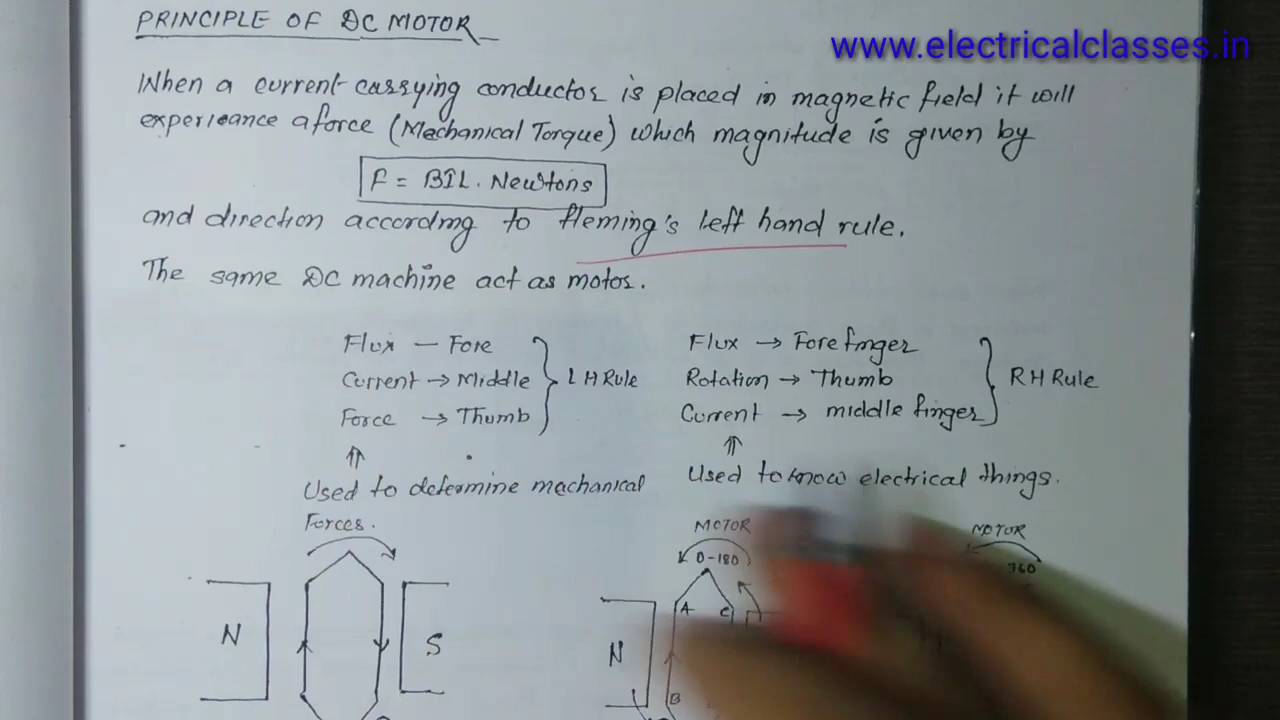 PRINCIPLE OF DC MOTOR
www.electricalclasses.in
When a current carrying conductor is placed in magnetic field it will
experieance a force (Mechanical Torque) which magnitude is given by
F = BIL. Newtons
and direction according to fleming's left hand rule.
The same DC machine act as motor.
Flux — Fore
Current → Middle
Force → Thumb
LH Rule
Flux → Fore finger
Rotation → Thumb
Current → middle finger
RH Rule
Used to determine mechanical
Forces.
Used to know electrical things.
MOTOR
0-180
MOTOR
N
S
N
A
C
B